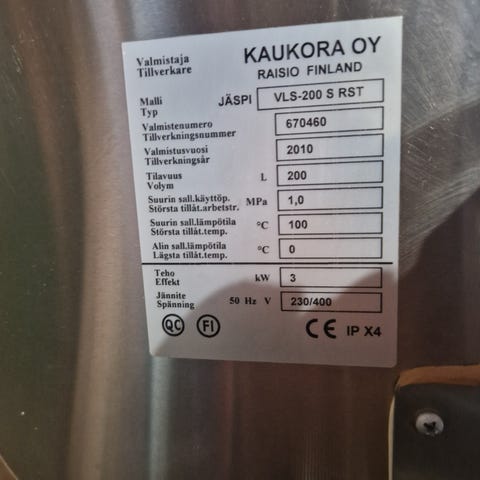 Valmistaja
Tillverkare
KAUKORA OY
RAISIO FINLAND
Malli
Typ
JÄSPI VLS-200 S RST
Valmistenumero
Tillverkningsnummer
670460
Valmistusvuosi
Tillverkningsår
2010
Tilavuus
Volym
L 200
Suurin sall.käyttöp.
Största tillåt.arbetstr.
MPa 1,0
Suurin sall.lämpötila
Största tillåt.temp.
°C 100
Alin sall.lämpötila
Lägsta tillåt.temp.
°C 0
Teho
Effekt
kW 3
Jännite
Spänning
50 Hz V 230/400
QC FI CE IP X4